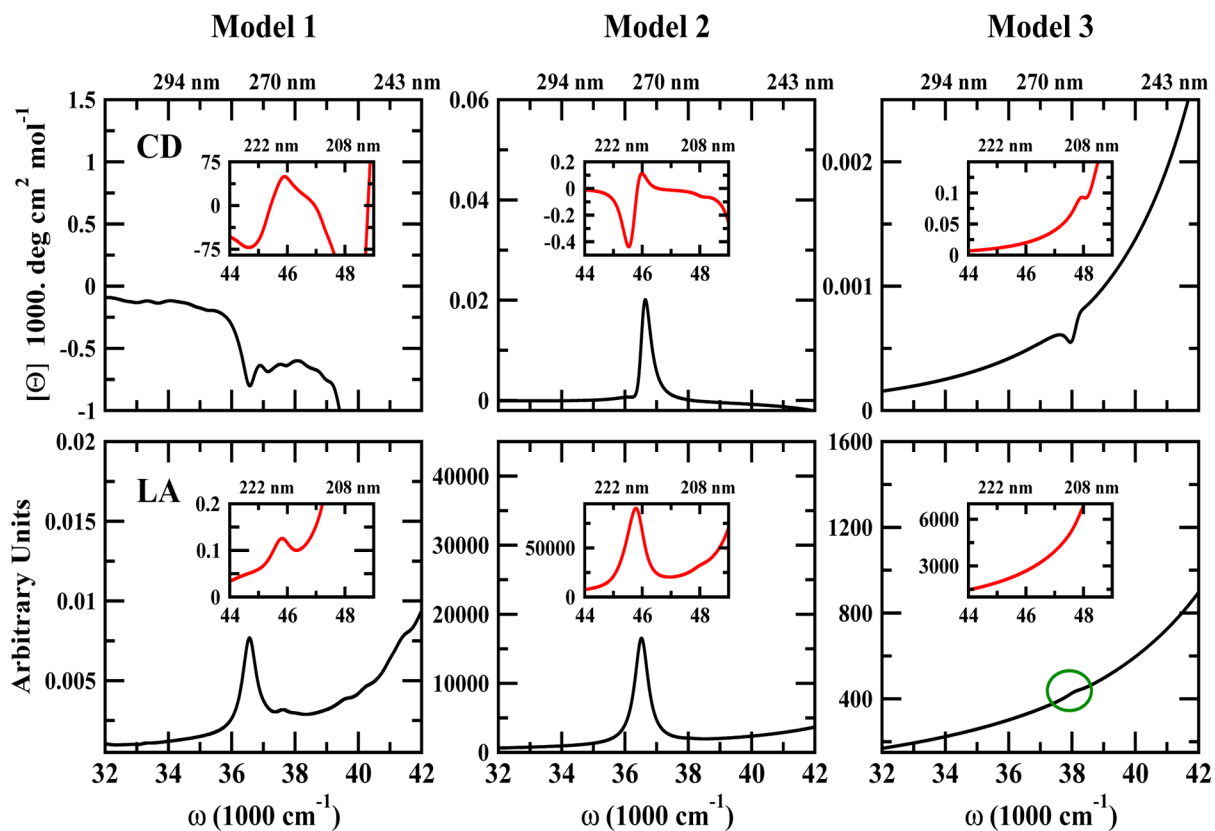 Model 1 Model 2 Model 3
294 nm 270 nm 243 nm 294 nm 270 nm 243 nm 294 nm 270 nm 243 nm
CD
[Θ] 1000. deg cm² mol⁻¹
1.5
1
0.5
0
-0.5
-1
222 nm 208 nm
75
0
-75
44 46 48
0.06
0.04
0.02
0
222 nm 208 nm
0.2
0
-0.2
-0.4
44 46 48
0.002
0.001
0
222 nm 208 nm
0.1
0.05
0
44 46 48
LA
Arbitrary Units
0.02
0.015
0.01
0.005
222 nm 208 nm
0.2
0.1
0
44 46 48
32 34 36 38 40 42
ω (1000 cm⁻¹)
40000
30000
20000
10000
0
222 nm 208 nm
50000
0
44 46 48
32 34 36 38 40 42
ω (1000 cm⁻¹)
1600
1200
800
400
222 nm 208 nm
6000
3000
44 46 48
32 34 36 38 40 42
ω (1000 cm⁻¹)